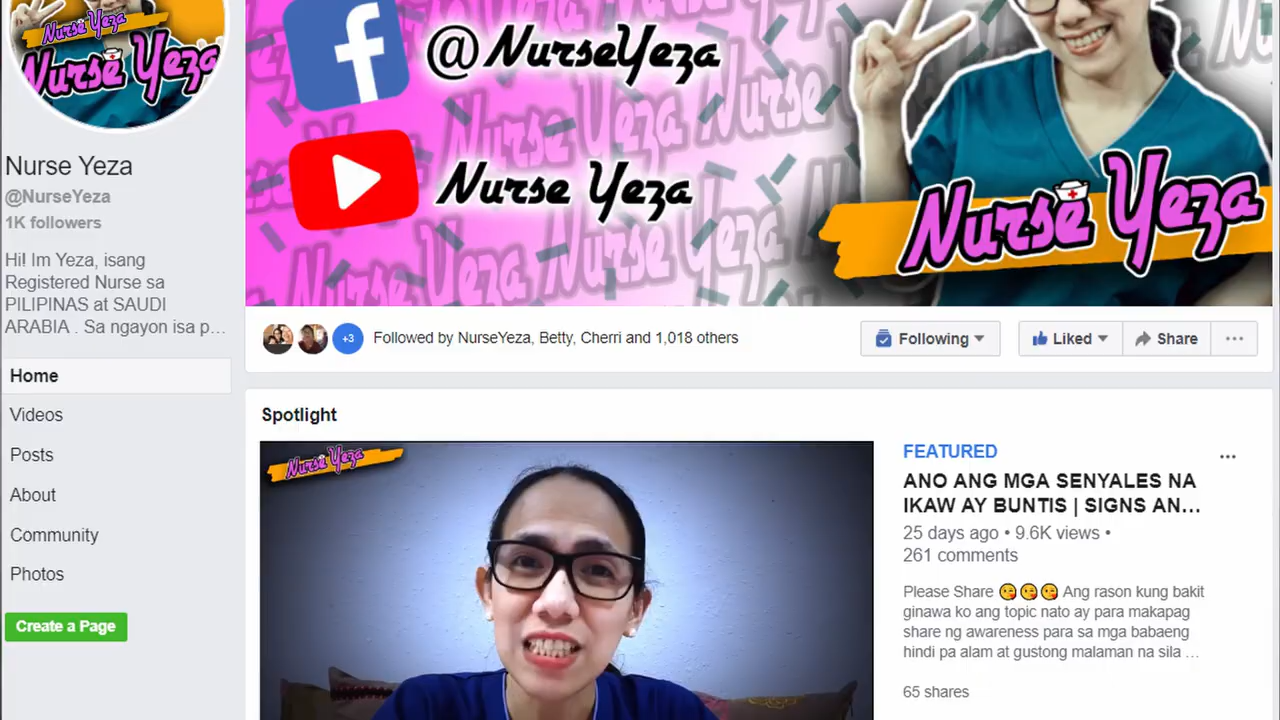 Nurse Yeza
Nurse Yeza
@NurseYeza
Nurse Yeza
Nurse Yeza
Nurse Yeza
@NurseYeza
1K followers
Hi! Im Yeza, isang
Registered Nurse sa
PILIPINAS at SAUDI
ARABIA . Sa ngayon isa p...
Home
Videos
Posts
About
Community
Photos
Create a Page
+3
Followed by NurseYeza, Betty, Cherri and 1,018 others
Following
Liked
Share
Spotlight
Nurse Yeza
FEATURED
ANO ANG MGA SENYALES NA
IKAW AY BUNTIS | SIGNS AN...
25 days ago • 9.6K views •
261 comments
Please Share 😘😘😘 Ang rason kung bakit
ginawa ko ang topic nato ay para makapag
share ng awareness para sa mga babaeng
hindi pa alam at gustong malaman na sila ...
65 shares